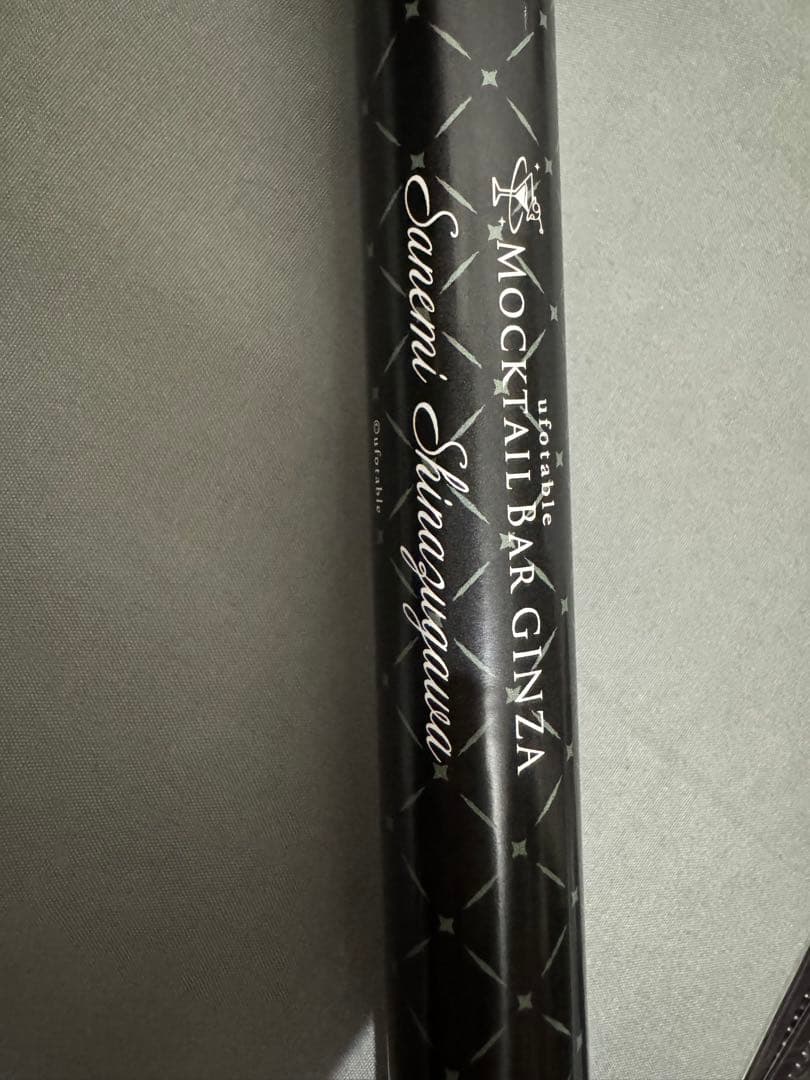 ufotable
MOCKTAIL BAR GINZA
Sanemi Shinazugawa
©ufotable